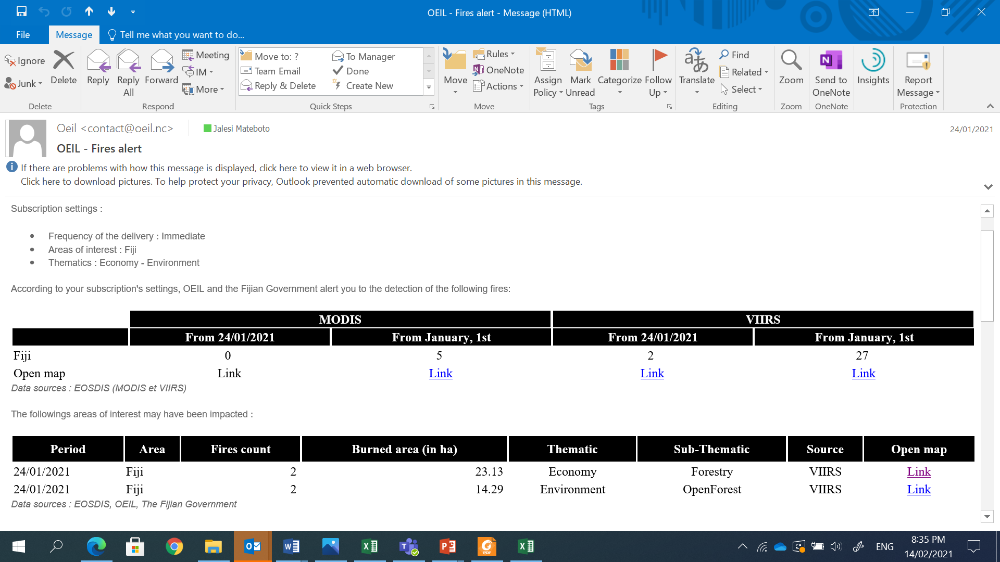 OEIL - Fires alert - Message (HTML)
File Message Tell me what you want to do...
Ignore
Junk
Delete
Delete
Reply
Reply All
Forward
Meeting
IM
More
Respond
Move to: ?
Team Email
Reply & Delete
To Manager
Done
Create New
Quick Steps
Move
Rules
OneNote
Actions
Move
Assign Policy
Mark Unread
Categorize
Follow Up
Tags
Translate
Find
Related
Select
Editing
Zoom
Zoom
Send to OneNote
OneNote
Insights
Report Message
Protection
Oeil <contact@oeil.nc> Jalesi Mateboto 24/01/2021
OEIL - Fires alert
If there are problems with how this message is displayed, click here to view it in a web browser.
Click here to download pictures. To help protect your privacy, Outlook prevented automatic download of some pictures in this message.
Subscription settings :
• Frequency of the delivery : Immediate
• Areas of interest : Fiji
• Thematics : Economy - Environment
According to your subscription's settings, OEIL and the Fijian Government alert you to the detection of the following fires:
MODIS VIIRS
From 24/01/2021 From January, 1st From 24/01/2021 From January, 1st
Fiji 0 5 2 27
Open map Link Link Link Link
Data sources : EOSDIS (MODIS et VIIRS)
The followings areas of interest may have been impacted :
Period Area Fires count Burned area (in ha) Thematic Sub-Thematic Source Open map
24/01/2021 Fiji 2 23.13 Economy Forestry VIIRS Link
24/01/2021 Fiji 2 14.29 Environment OpenForest VIIRS Link
Data sources : EOSDIS, OEIL, The Fijian Government
ENG
8:35 PM
14/02/2021